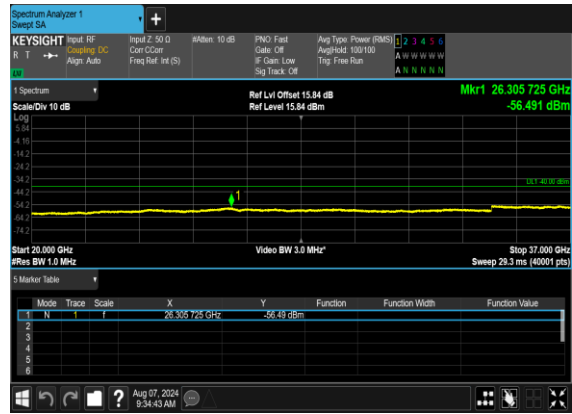 Spectrum Analyzer 1
Swept SA
+
KEYSIGHT Input: RF Input Z: 50 Ω #Atten: 10 dB PNO: Fast Avg Type: Power (RMS) 1 2 3 4 5 6
R T Coupling: DC Corr CCorr Gate: Off Avg|Hold: 100/100 A W W W W W
Align: Auto Freq Ref: Int (S) IF Gain: Low Trig: Free Run
Sig Track: Off A N N N N N
1 Spectrum Ref Lvl Offset 15.84 dB Mkr1 26.305 725 GHz
Scale/Div 10 dB Ref Level 15.84 dBm -56.491 dBm
Log
5.84
-4.16
-14.2
-24.2
-34.2
DL1 -40.00 dBm
-44.2
1
-54.2
-64.2
-74.2
Start 20.000 GHz Video BW 3.0 MHz* Stop 37.000 GHz
#Res BW 1.0 MHz Sweep 29.3 ms (40001 pts)
5 Marker Table
Mode Trace Scale X Y Function Function Width Function Value
1 N 1 f 26.305 725 GHz -56.49 dBm
2
3
4
5
6
? Aug 07, 2024
9:34:43 AM